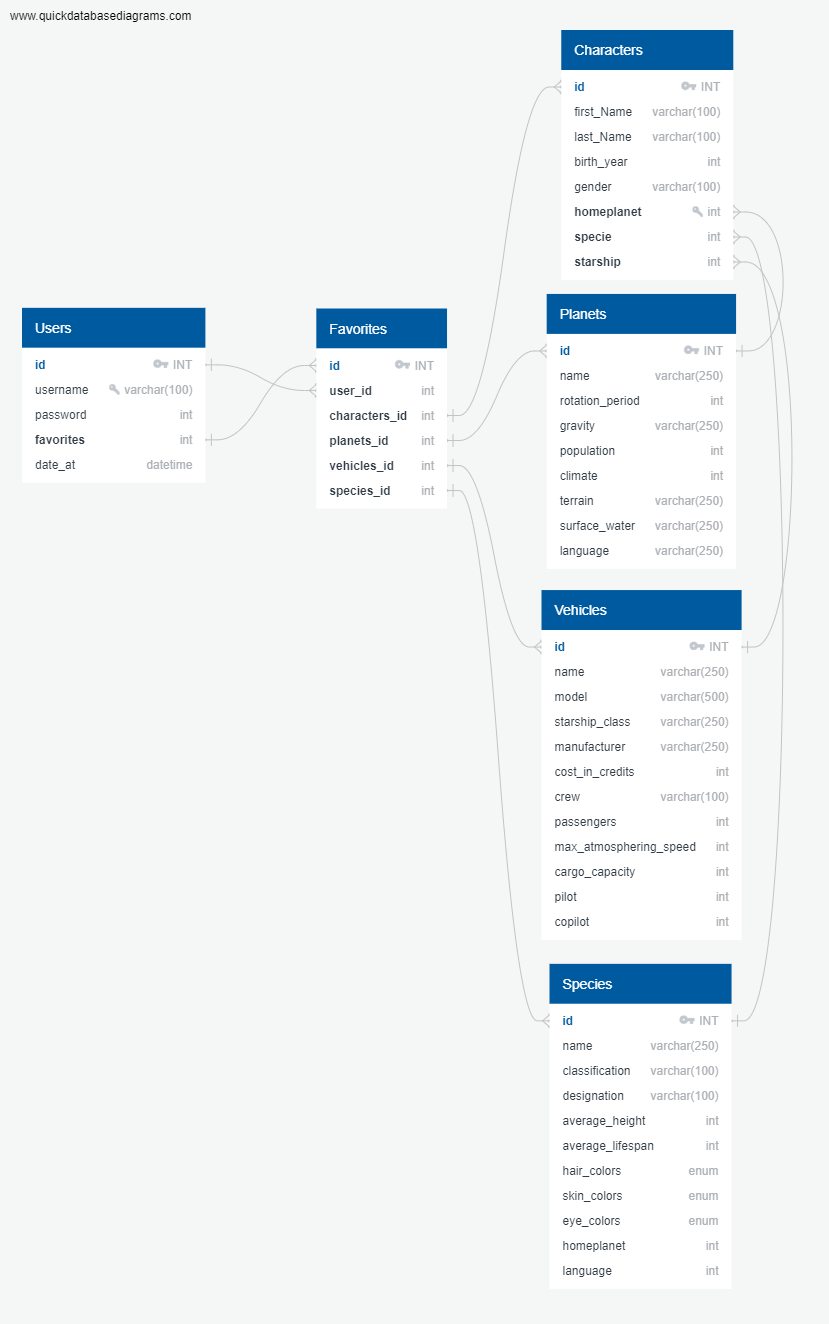 www.quickdatabasediagrams.com
Characters
id INT
first_Name varchar(100)
last_Name varchar(100)
birth_year int
gender varchar(100)
homeplanet int
specie int
starship int
Users
id INT
username varchar(100)
password int
favorites int
date_at datetime
Favorites
id INT
user_id int
characters_id int
planets_id int
vehicles_id int
species_id int
Planets
id INT
name varchar(250)
rotation_period int
gravity varchar(250)
population int
climate int
terrain varchar(250)
surface_water varchar(250)
language varchar(250)
Vehicles
id INT
name varchar(250)
model varchar(500)
starship_class varchar(250)
manufacturer varchar(250)
cost_in_credits int
crew varchar(100)
passengers int
max_atmosphering_speed int
cargo_capacity int
pilot int
copilot int
Species
id INT
name varchar(250)
classification varchar(100)
designation varchar(100)
average_height int
average_lifespan int
hair_colors enum
skin_colors enum
eye_colors enum
homeplanet int
language int